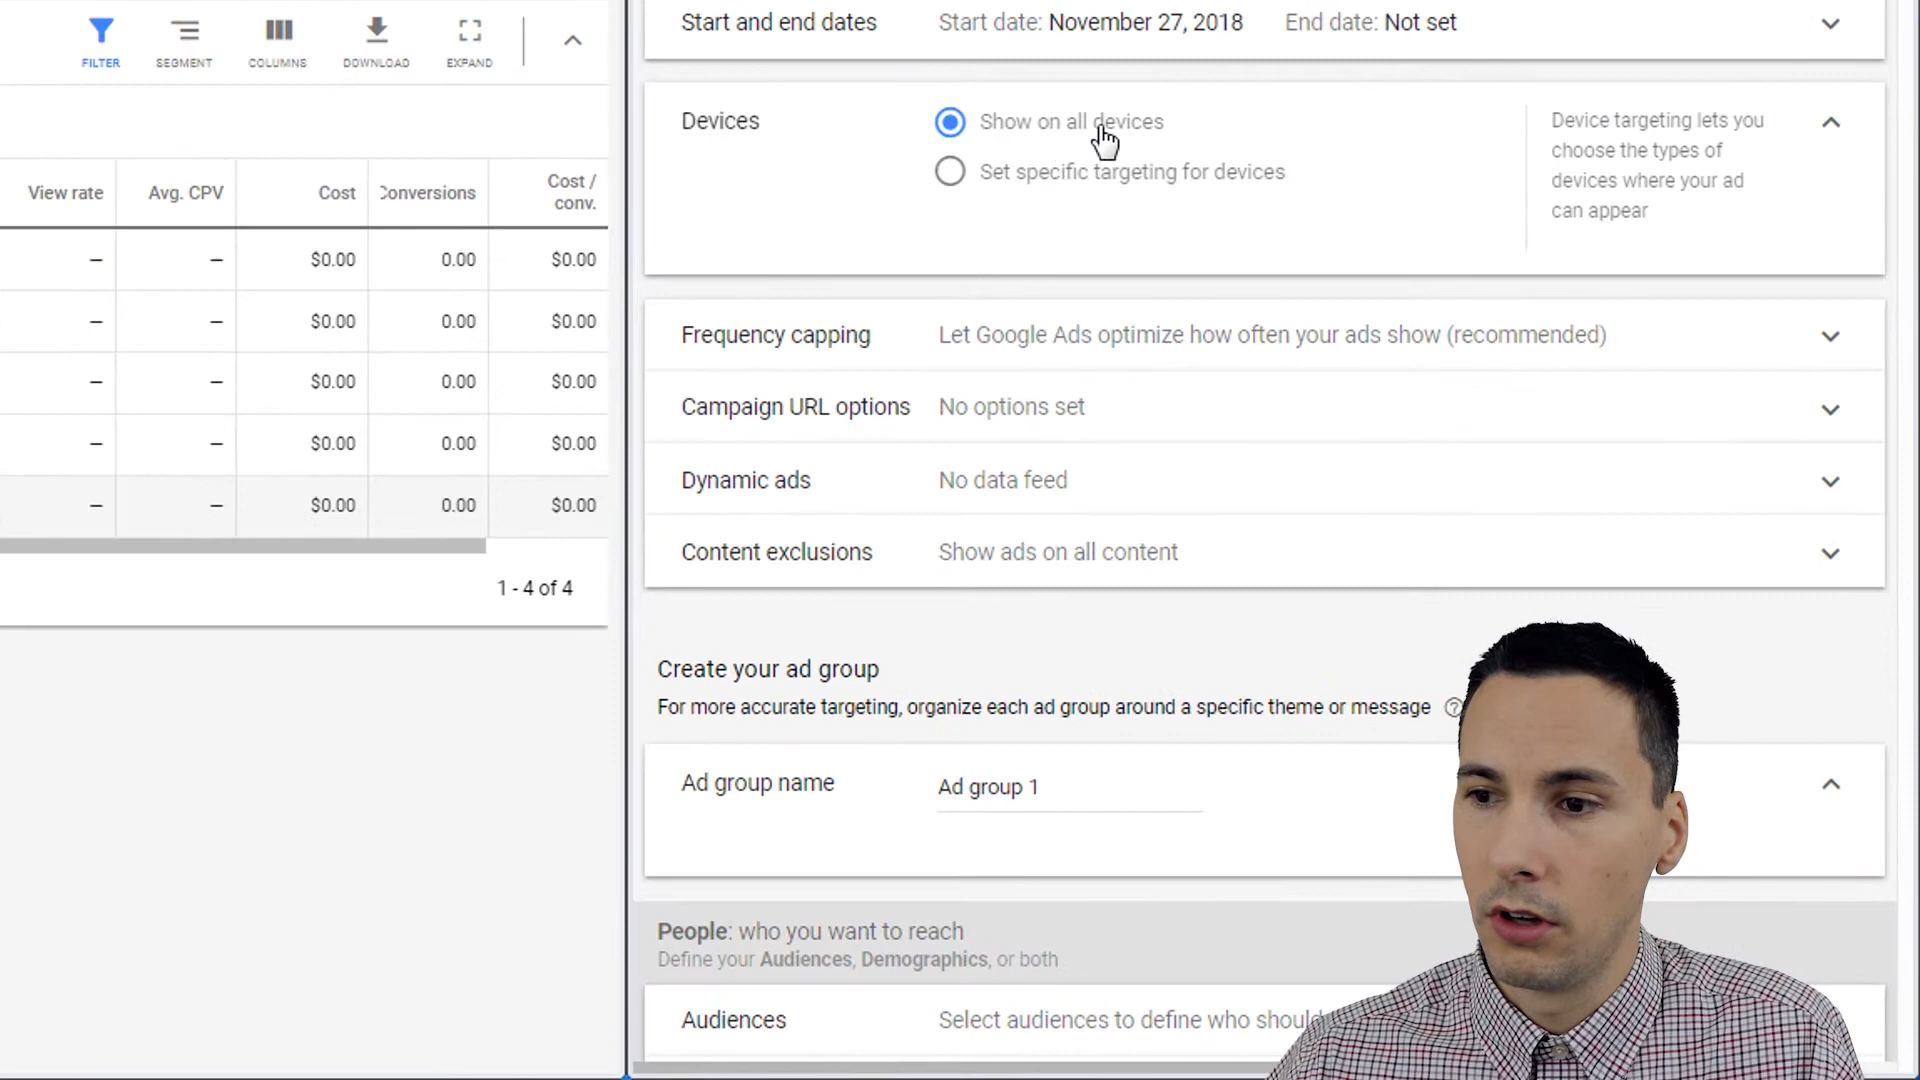 FILTER SEGMENT COLUMNS DOWNLOAD EXPAND
View rate Avg. CPV Cost Conversions Cost / conv.
– – $0.00 0.00 $0.00
– – $0.00 0.00 $0.00
– – $0.00 0.00 $0.00
– – $0.00 0.00 $0.00
– – $0.00 0.00 $0.00
1 - 4 of 4
Start and end dates Start date: November 27, 2018 End date: Not set
Devices
Show on all devices
Set specific targeting for devices
Device targeting lets you
choose the types of
devices where your ad
can appear
Frequency capping Let Google Ads optimize how often your ads show (recommended)
Campaign URL options No options set
Dynamic ads No data feed
Content exclusions Show ads on all content
Create your ad group
For more accurate targeting, organize each ad group around a specific theme or message
Ad group name Ad group 1
People: who you want to reach
Define your Audiences, Demographics, or both
Audiences Select audiences to define who should